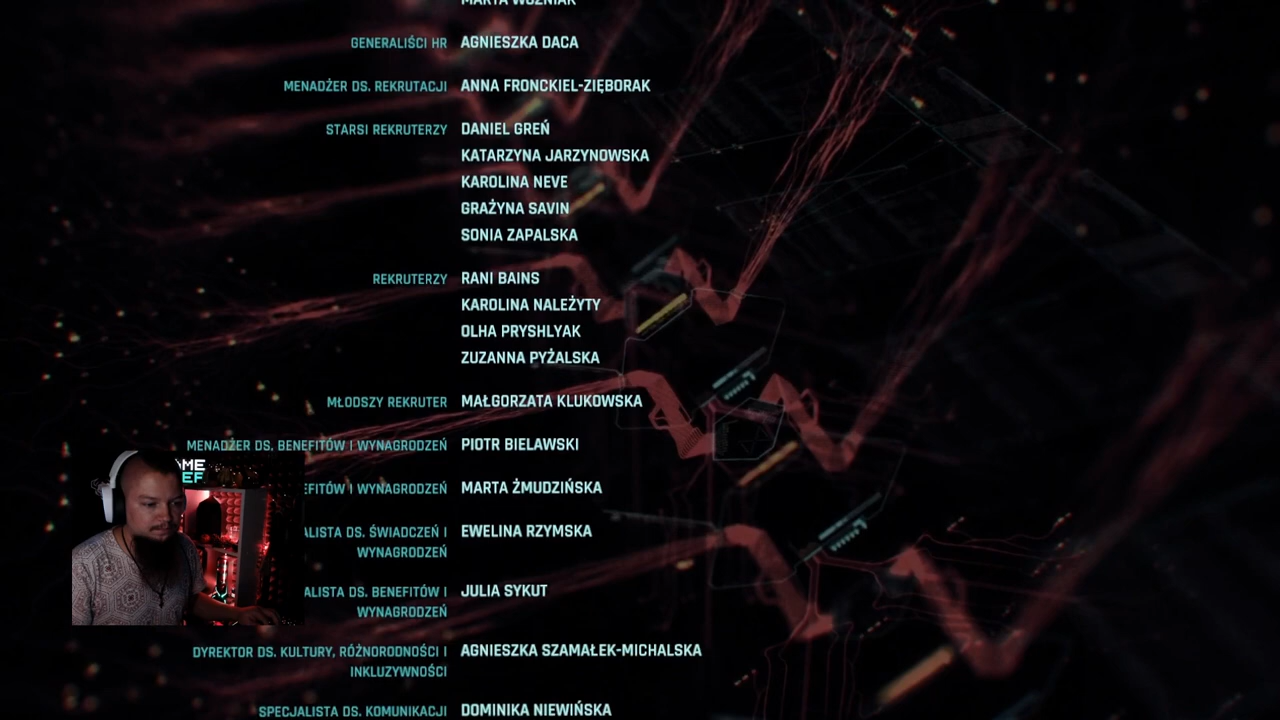 MARTA WOŹNIAK
GENERALIŚCI HR AGNIESZKA DACA
MENADŻER DS. REKRUTACJI ANNA FRONCKIEL-ZIĘBORAK
STARSI REKRUTERZY DANIEL GREŃ
KATARZYNA JARZYNOWSKA
KAROLINA NEVE
GRAŻYNA SAVIN
SONIA ZAPALSKA
REKRUTERZY RANI BAINS
KAROLINA NALEŻYTY
OLHA PRYSHLYAK
ZUZANNA PYŻALSKA
MŁODSZY REKRUTER MAŁGORZATA KLUKOWSKA
MENADŻER DS. BENEFITÓW I WYNAGRODZEŃ PIOTR BIELAWSKI
EFITÓW I WYNAGRODZEŃ MARTA ŻMUDZIŃSKA
ALISTA DS. ŚWIADCZEŃ I EWELINA RZYMSKA
WYNAGRODZEŃ
ALISTA DS. BENEFITÓW I JULIA SYKUT
WYNAGRODZEŃ
DYREKTOR DS. KULTURY, RÓŻNORODNOŚCI I AGNIESZKA SZAMAŁEK-MICHALSKA
INKLUZYWNOŚCI
SPECJALISTA DS. KOMUNIKACJI DOMINIKA NIEWIŃSKA